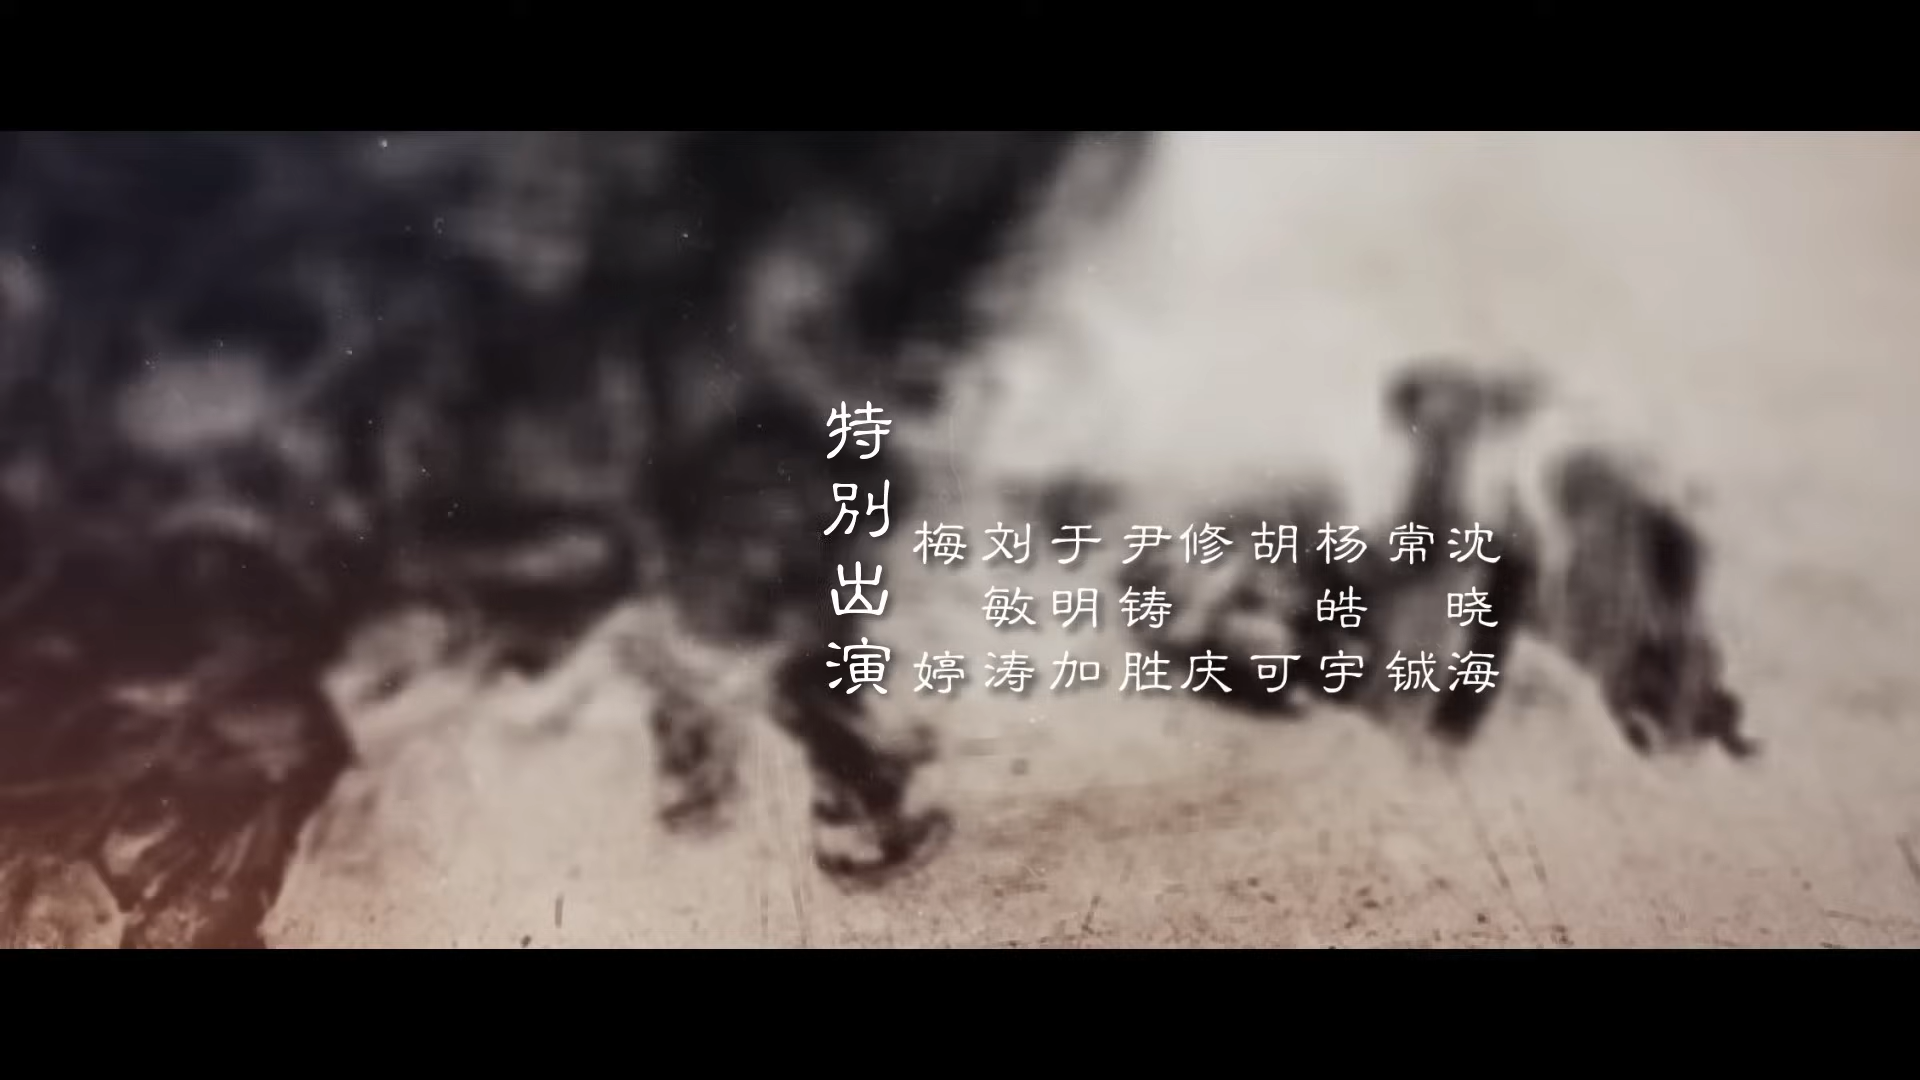 特别出演
梅婷
刘敏涛
于明加
尹铸胜
修庆
胡可
杨皓宇
常铖
沈晓海